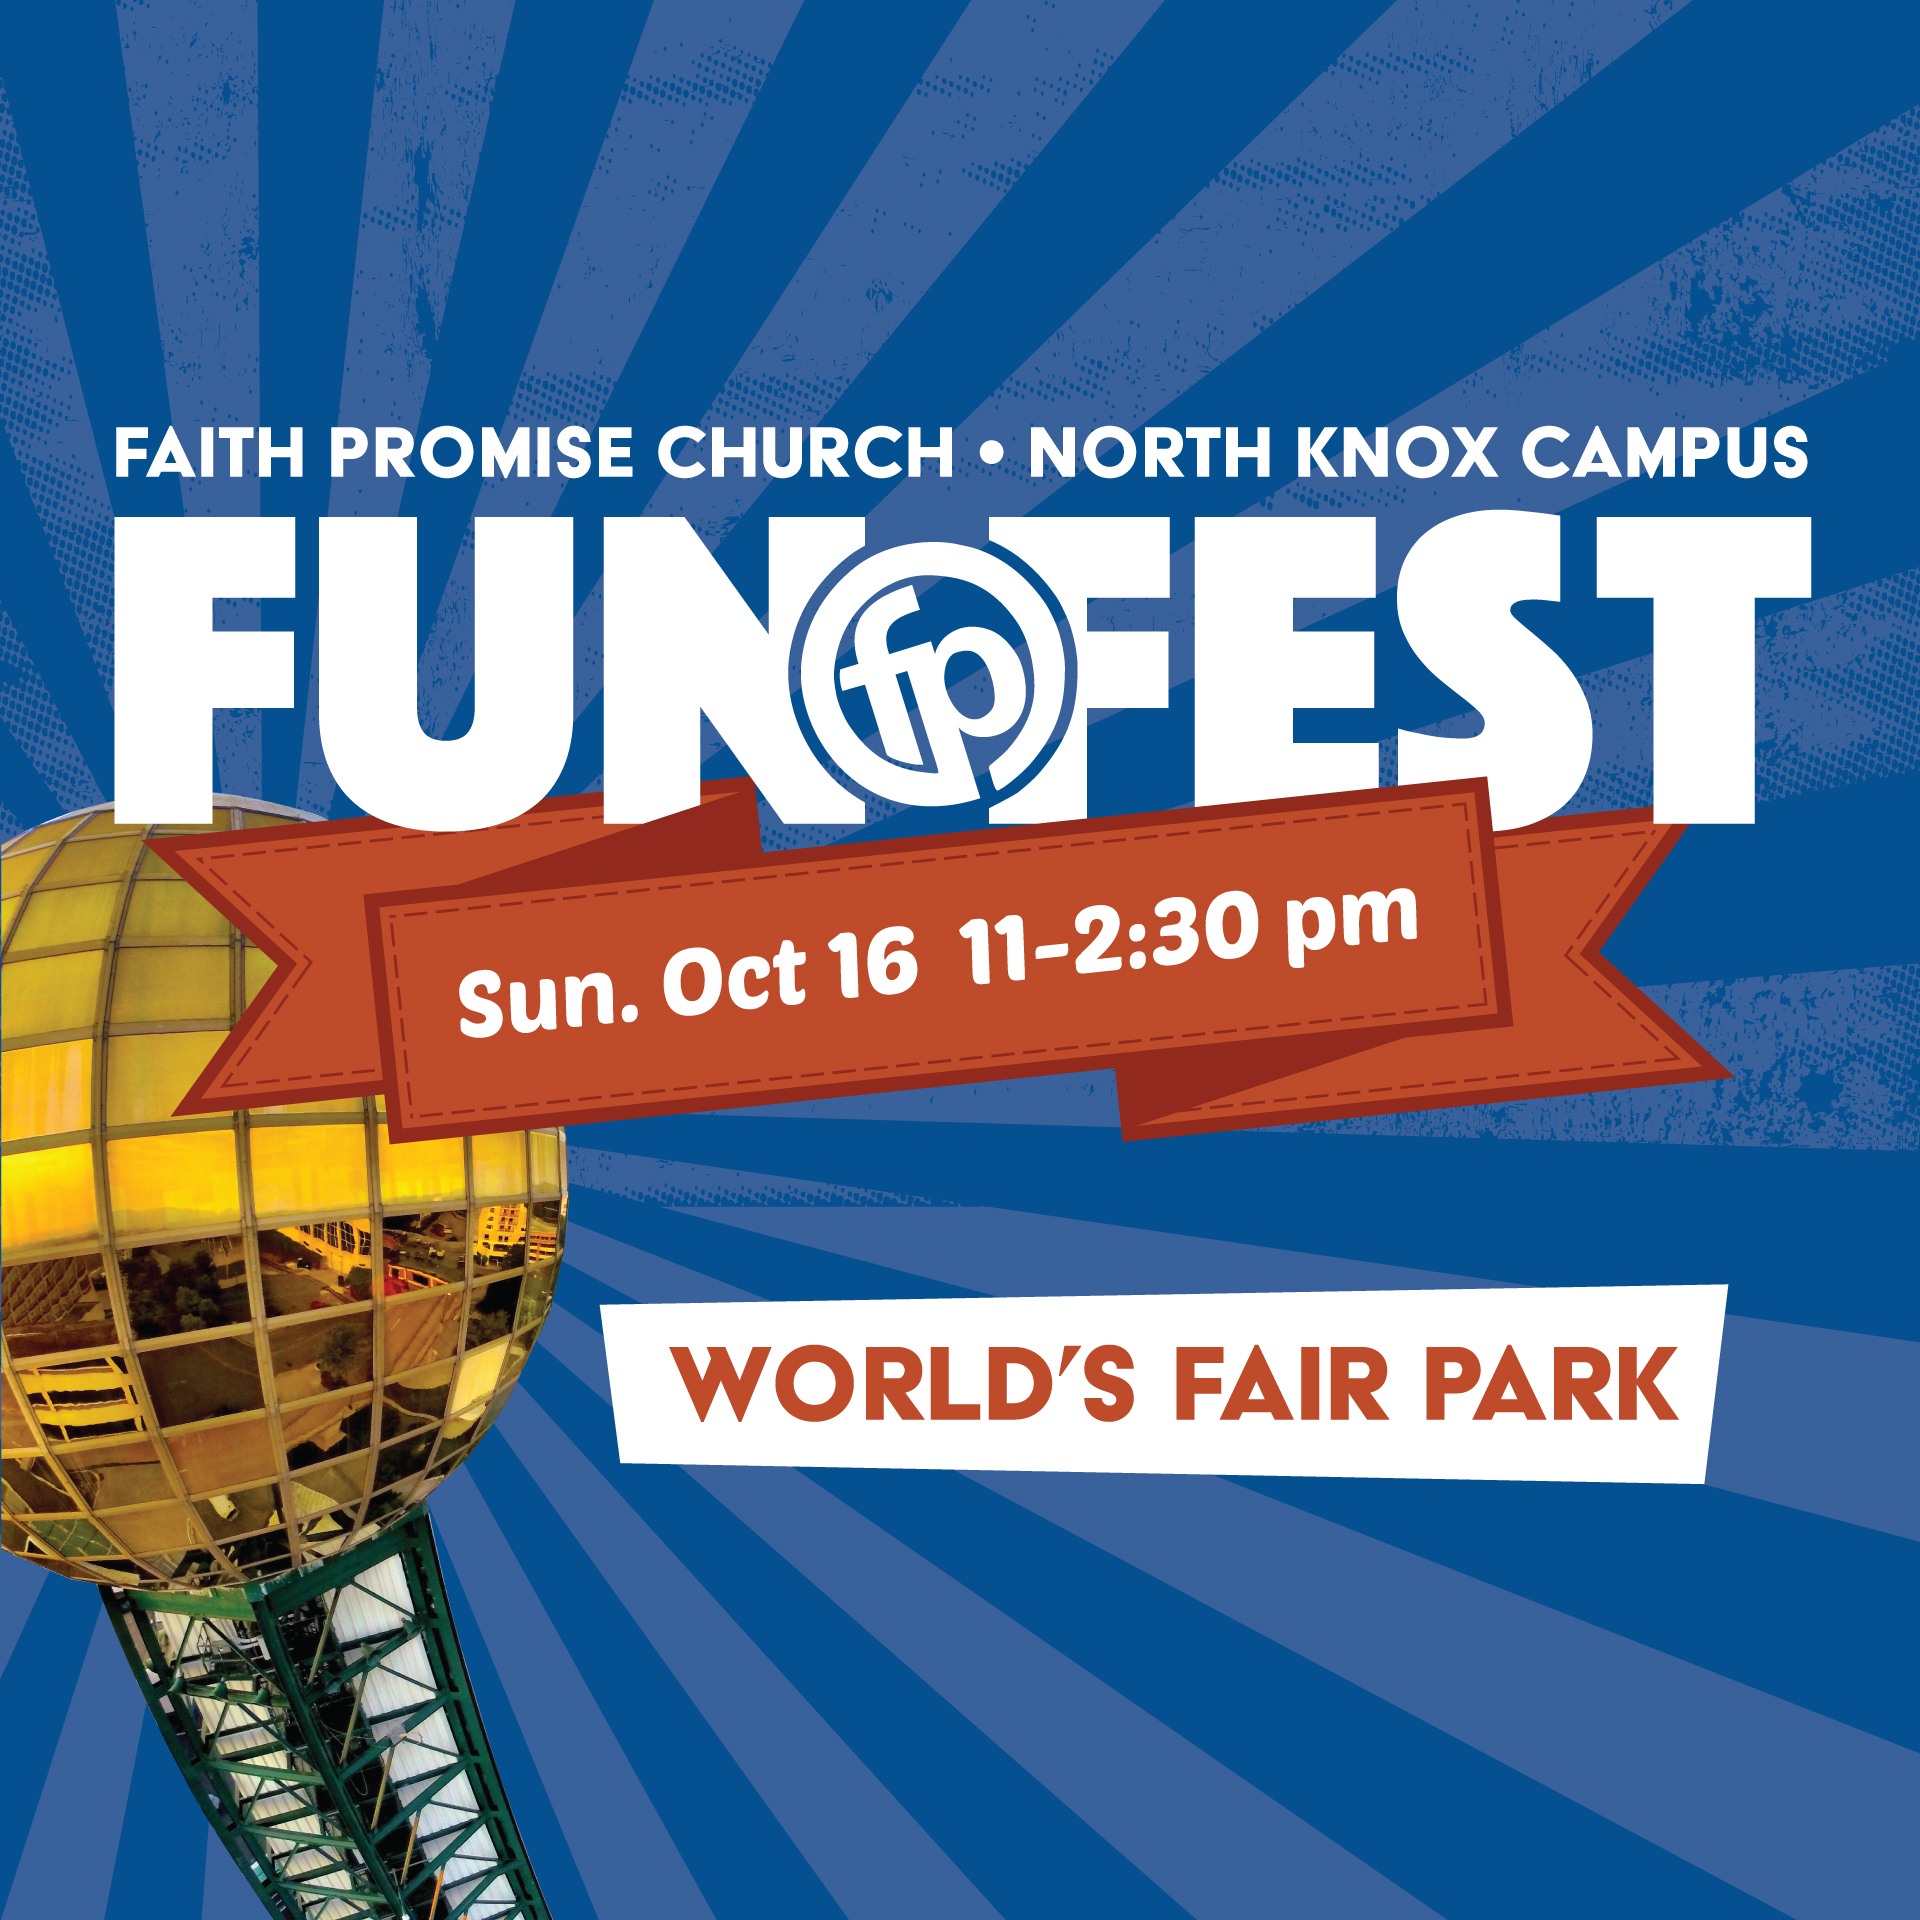 FAITH PROMISE CHURCH • NORTH KNOX CAMPUS
FUN fp FEST
Sun. Oct 16 11-2:30 pm
WORLD'S FAIR PARK